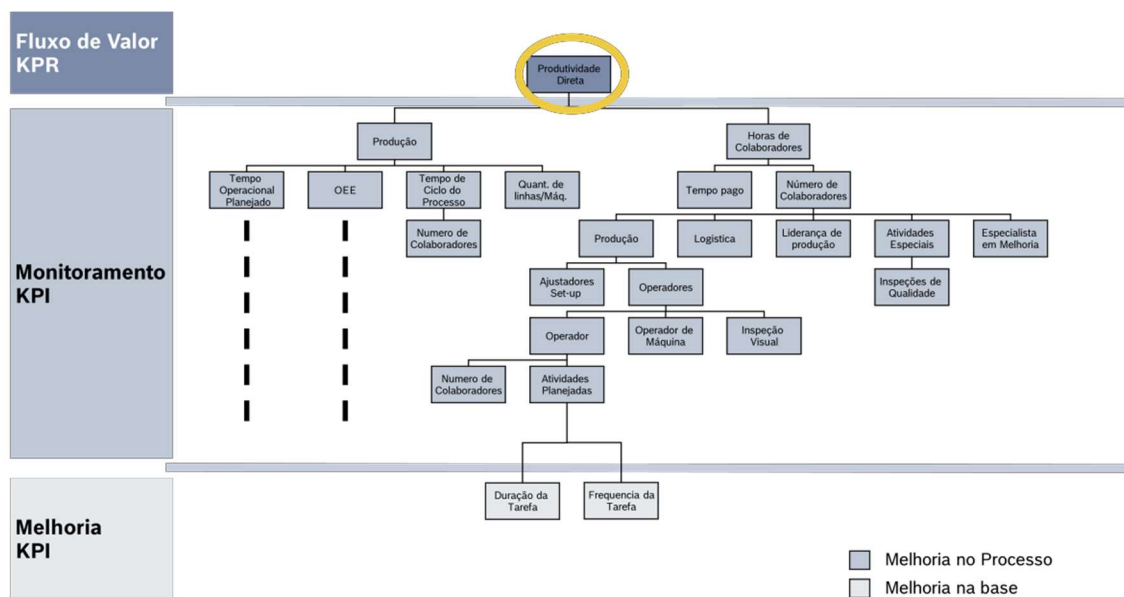 Fluxo de Valor
KPR
Produtividade
Direta
Produção
Horas de
Colaboradores
Tempo
Operacional
Planejado
OEE
Tempo de
Ciclo do
Processo
Quant. de
linhas/Máq.
Tempo pago
Número de
Colaboradores
Numero de
Colaboradores
Produção
Logistica
Liderança de
produção
Atividades
Especiais
Especialista
em Melhoria
Monitoramento
KPI
Ajustadores
Set-up
Operadores
Inspeções de
Qualidade
Operador
Operador de
Máquina
Inspeção
Visual
Numero de
Colaboradores
Atividades
Planejadas
Duração da
Tarefa
Frequencia da
Tarefa
Melhoria
KPI
Melhoria no Processo
Melhoria na base